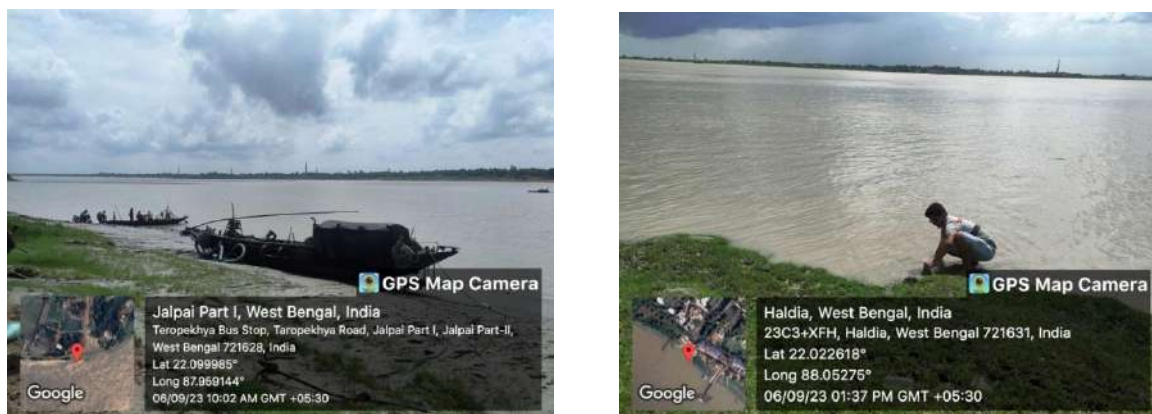 GPS Map Camera
Jalpai Part I, West Bengal, India
Teropekhya Bus Stop, Taropekhya Road, Jalpai Part I, Jalpai Part-II,
West Bengal 721628, India
Lat 22.099985°
Long 87.959144°
06/09/23 10:02 AM GMT +05:30
Google
GPS Map Camera
Haldia, West Bengal, India
23C3+XFH, Haldia, West Bengal 721631, India
Lat 22.022618°
Long 88.05275°
06/09/23 01:37 PM GMT +05:30
Google